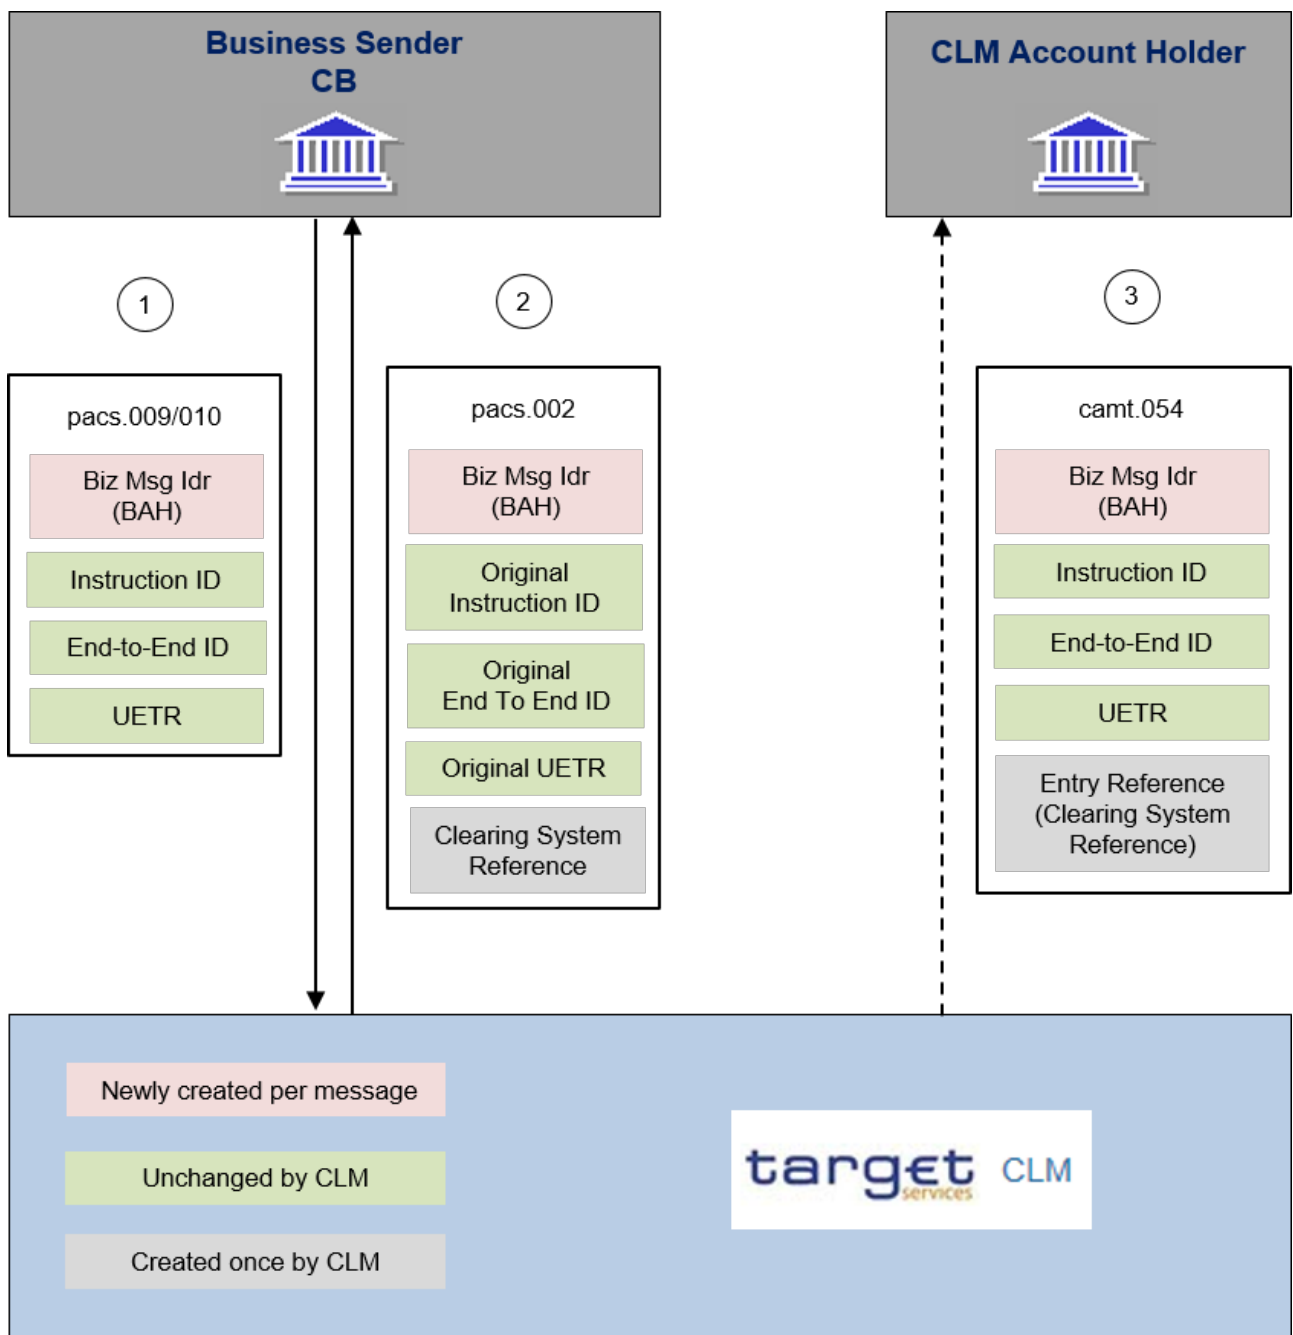 Business Sender
CB
CLM Account Holder
1
2
3
pacs.009/010
Biz Msg Idr
(BAH)
Instruction ID
End-to-End ID
UETR
pacs.002
Biz Msg Idr
(BAH)
Original
Instruction ID
Original
End To End ID
Original UETR
Clearing System
Reference
camt.054
Biz Msg Idr
(BAH)
Instruction ID
End-to-End ID
UETR
Entry Reference
(Clearing System
Reference)
Newly created per message
Unchanged by CLM
Created once by CLM
target CLM
services